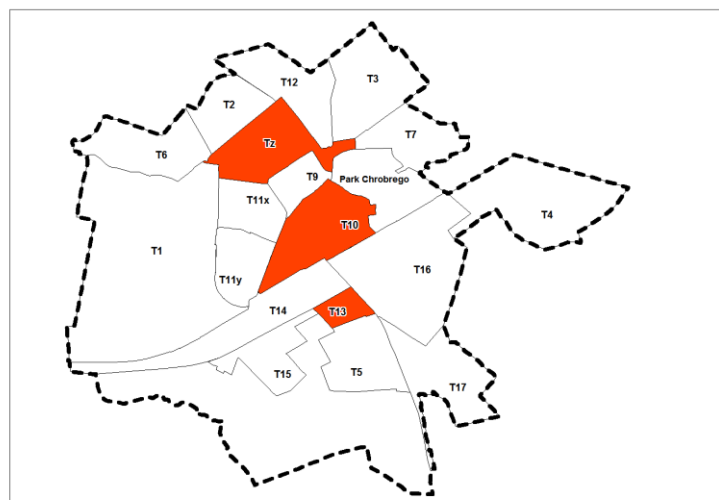 T3
T12
T2
T7
Tz
T6
T9
Park Chrobrego
T11x
T4
T10
T1
T16
T11y
T14
T13
T15
T5
T17